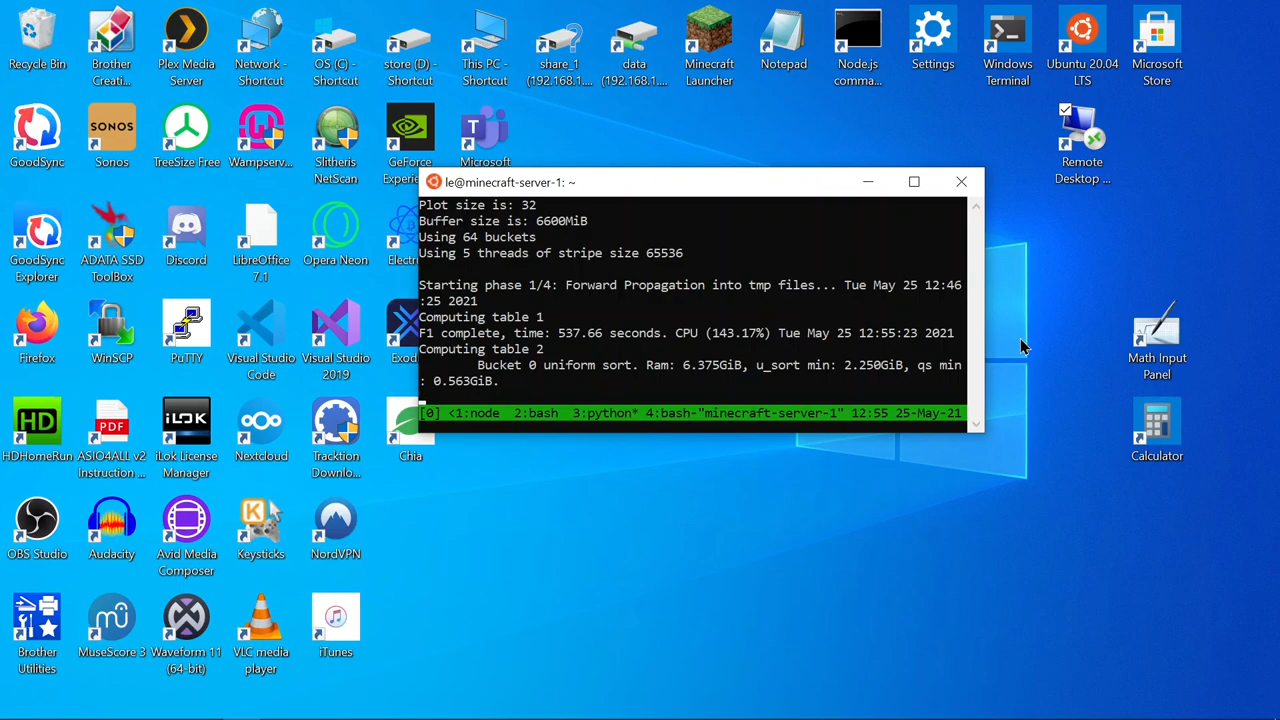 Recycle Bin
Brother Creati...
Plex Media Server
Network - Shortcut
OS (C) - Shortcut
store (D) - Shortcut
This PC - Shortcut
share_1 (192.168.1....
data (192.168.1....
Minecraft Launcher
Notepad
Node.js comma...
Settings
Windows Terminal
Ubuntu 20.04 LTS
Microsoft Store
GoodSync
SONOS
Sonos
TreeSize Free
Wampserv...
Slitheris NetScan
GeForce Experie...
Microsoft
Remote Desktop ...
le@minecraft-server-1: ~
Plot size is: 32
Buffer size is: 6600MiB
Using 64 buckets
Using 5 threads of stripe size 65536
Starting phase 1/4: Forward Propagation into tmp files... Tue May 25 12:46
:25 2021
Computing table 1
F1 complete, time: 537.66 seconds. CPU (143.17%) Tue May 25 12:55:23 2021
Computing table 2
Bucket 0 uniform sort. Ram: 6.375GiB, u_sort min: 2.250GiB, qs min
: 0.563GiB.
[0] <1:node  2:bash  3:python* 4:bash-"minecraft-server-1" 12:55 25-May-21
GoodSync Explorer
ADATA SSD ToolBox
Discord
LibreOffice 7.1
Opera Neon
Electr
Firefox
WinSCP
PuTTY
Visual Studio Code
Visual Studio 2019
Exod
Math Input Panel
HD
HDHomeRun
PDF
ASIO4ALL v2 Instruction ...
iLOK
iLok License Manager
Nextcloud
Tracktion Downlo...
Chia
Calculator
OBS Studio
Audacity
Avid Media Composer
K
Keysticks
NordVPN
Brother Utilities
MuseScore 3
Waveform 11 (64-bit)
VLC media player
iTunes